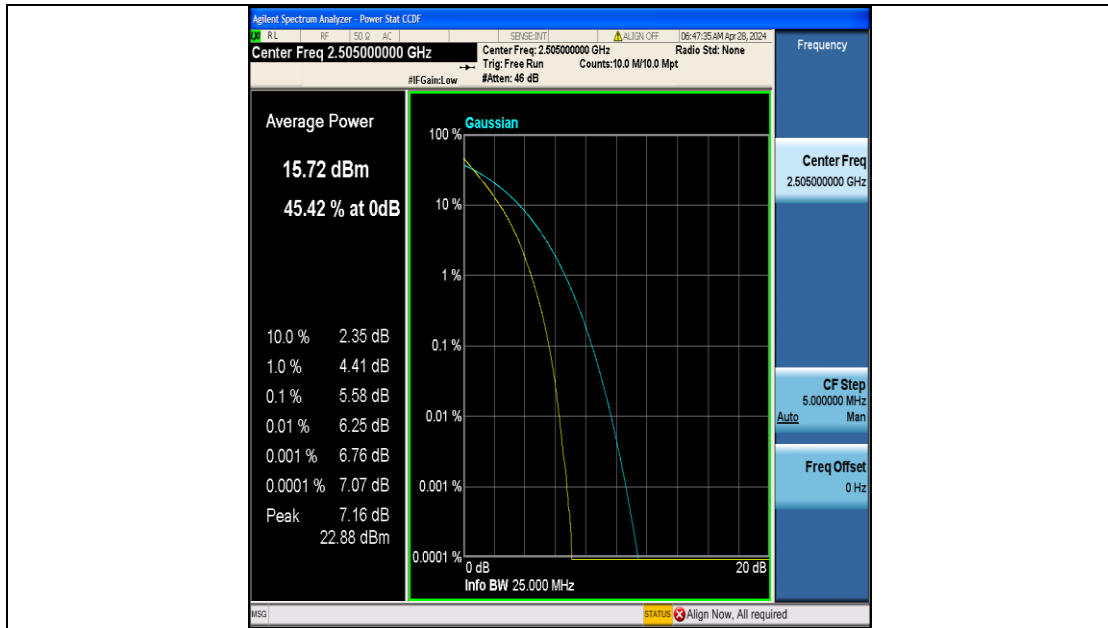 Agilent Spectrum Analyzer - Power Stat CCDF
RL RF 50 Ω AC SENSE:INT ALIGN OFF 06:47:35 AM Apr 28, 2024
Center Freq 2.505000000 GHz
Center Freq: 2.505000000 GHz Radio Std: None
Trig: Free Run Counts:10.0 M/10.0 Mpt
#IFGain:Low #Atten: 46 dB
Frequency
Average Power
15.72 dBm
45.42 % at 0dB
10.0 % 2.35 dB
1.0 % 4.41 dB
0.1 % 5.58 dB
0.01 % 6.25 dB
0.001 % 6.76 dB
0.0001 % 7.07 dB
Peak 7.16 dB
22.88 dBm
Gaussian
100 %
10 %
1 %
0.1 %
0.01 %
0.001 %
0.0001 %
0 dB 20 dB
Info BW 25.000 MHz
Center Freq
2.505000000 GHz
CF Step
5.000000 MHz
Auto Man
Freq Offset
0 Hz
MSG STATUS Align Now, All required